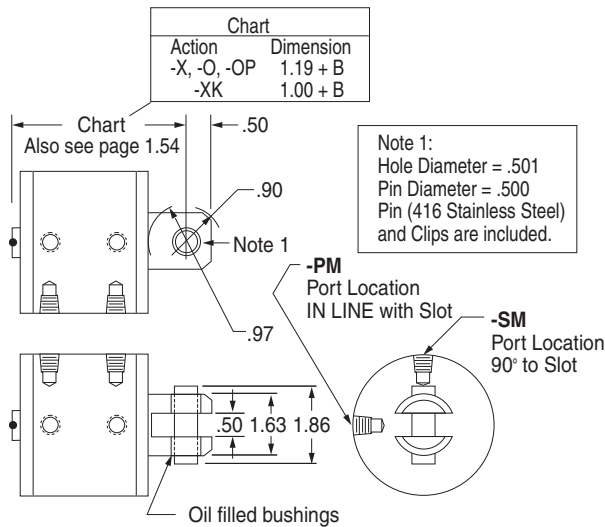 Chart
Action Dimension
-X, -O, -OP 1.19 + B
-XK 1.00 + B
Chart
Also see page 1.54
.50
.90
Note 1
.97
Note 1:
Hole Diameter = .501
Pin Diameter = .500
Pin (416 Stainless Steel)
and Clips are included.
-PM
Port Location
IN LINE with Slot
-SM
Port Location
90° to Slot
.50 1.63 1.86
Oil filled bushings